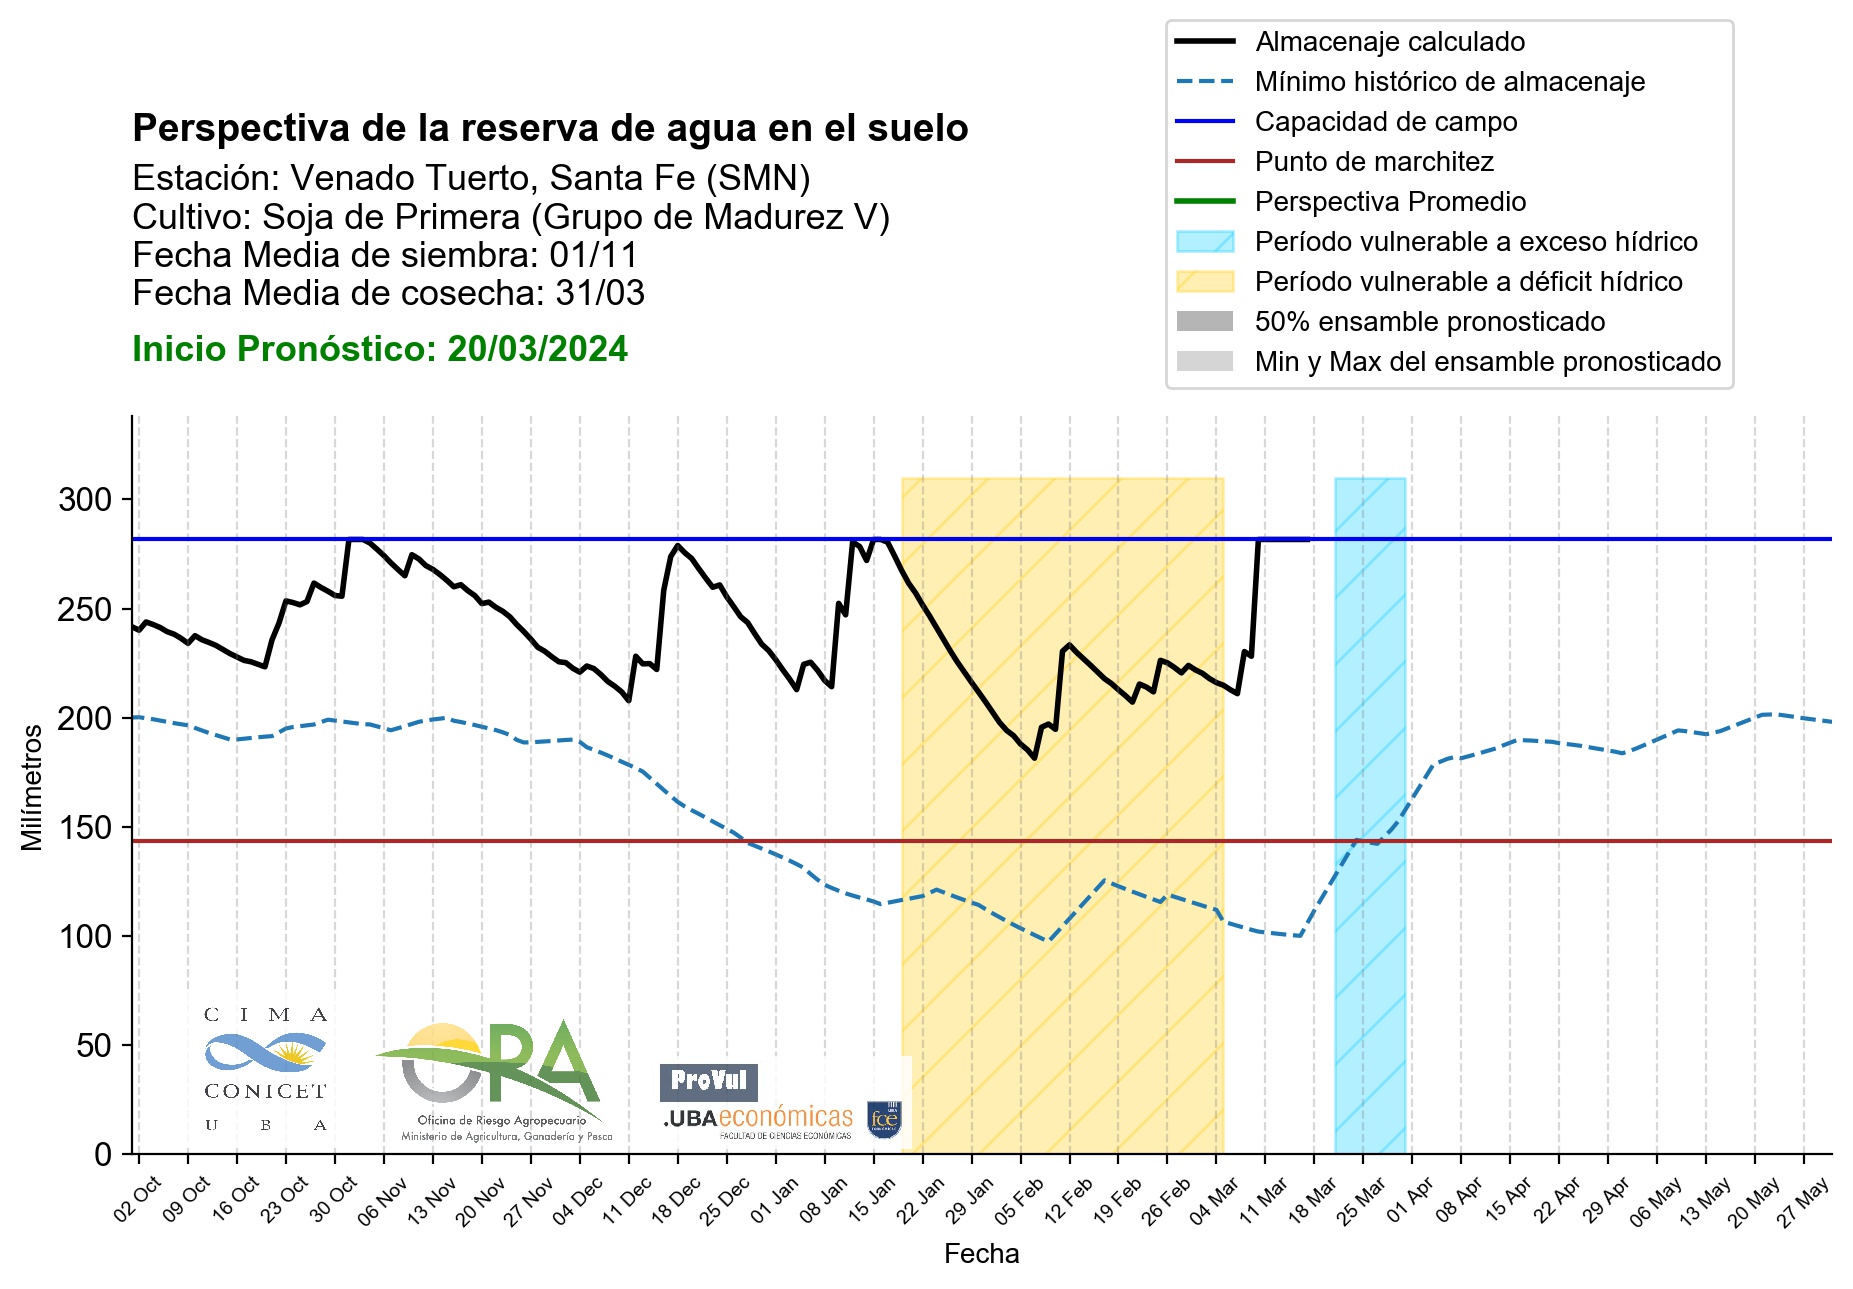 Almacenaje calculado
Mínimo histórico de almacenaje
Capacidad de campo
Punto de marchitez
Perspectiva Promedio
Período vulnerable a exceso hídrico
Período vulnerable a déficit hídrico
50% ensamble pronosticado
Min y Max del ensamble pronosticado
Perspectiva de la reserva de agua en el suelo
Estación: Venado Tuerto, Santa Fe (SMN)
Cultivo: Soja de Primera (Grupo de Madurez V)
Fecha Media de siembra: 01/11
Fecha Media de cosecha: 31/03
Inicio Pronóstico: 20/03/2024
Milímetros
300
250
200
150
100
50
0
CIMA
CONICET
UBA
ORA
Oficina de Riesgo Agropecuario
Ministerio de Agricultura, Ganadería y Pesca
ProVul
.UBAeconómicas
FACULTAD DE CIENCIAS ECONÓMICAS
fce
02 Oct
09 Oct
16 Oct
23 Oct
30 Oct
06 Nov
13 Nov
20 Nov
27 Nov
04 Dec
11 Dec
18 Dec
25 Dec
01 Jan
08 Jan
15 Jan
22 Jan
29 Jan
05 Feb
12 Feb
19 Feb
26 Feb
04 Mar
11 Mar
18 Mar
25 Mar
01 Apr
08 Apr
15 Apr
22 Apr
29 Apr
06 May
13 May
20 May
27 May
Fecha